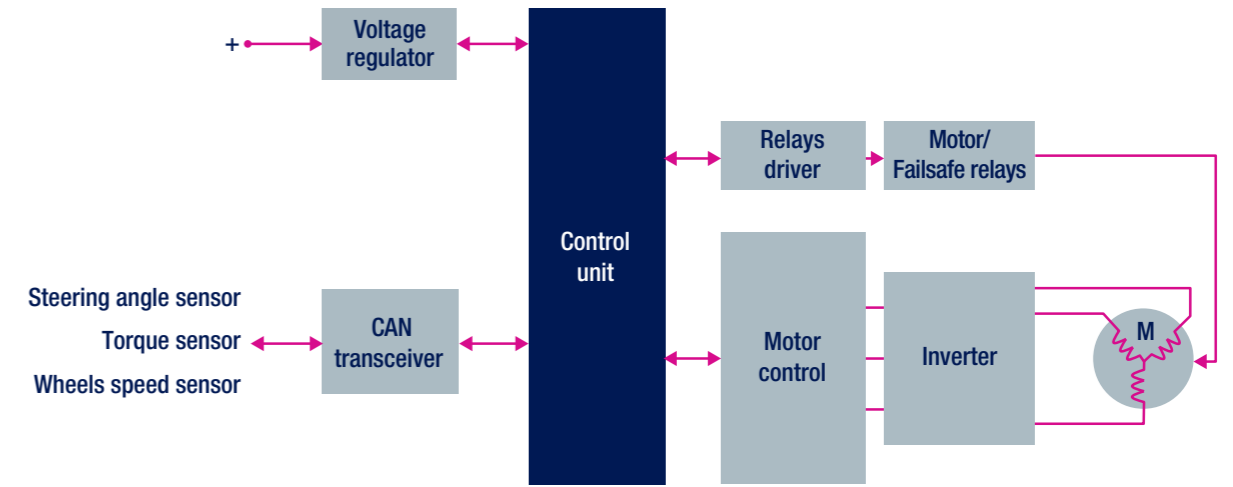 +
Voltage
regulator
Relays
driver
Motor/
Failsafe relays
Control
unit
Steering angle sensor
Torque sensor
Wheels speed sensor
CAN
transceiver
Motor
control
Inverter
M